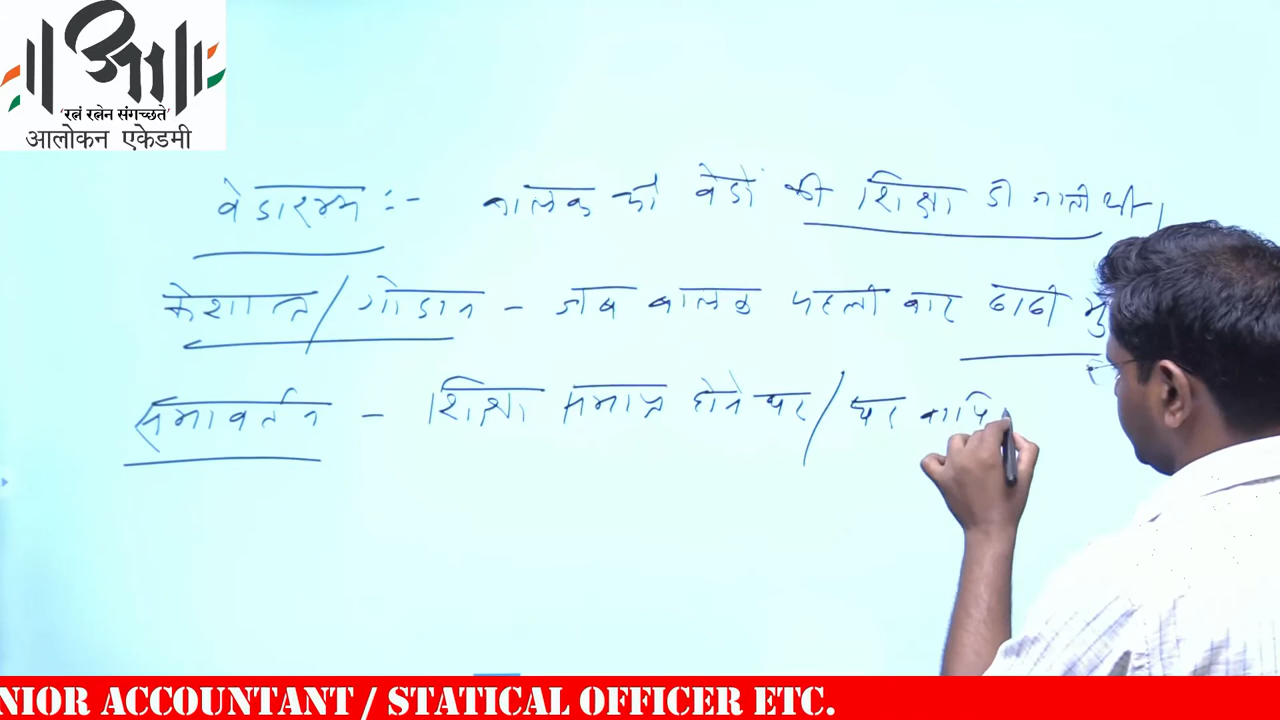 'रत्नं रत्नेन संगच्छते'
आलोकन एकेडमी
वेदारम्भ :- बालक को वेदों की शिक्षा दी जाती थी।
केशान्त / गोदान - जब बालक पहली बार दाढी
समावर्तन - शिक्षा समाप्त होने पर / घर वापि
NIOR ACCOUNTANT / STATICAL OFFICER ETC.